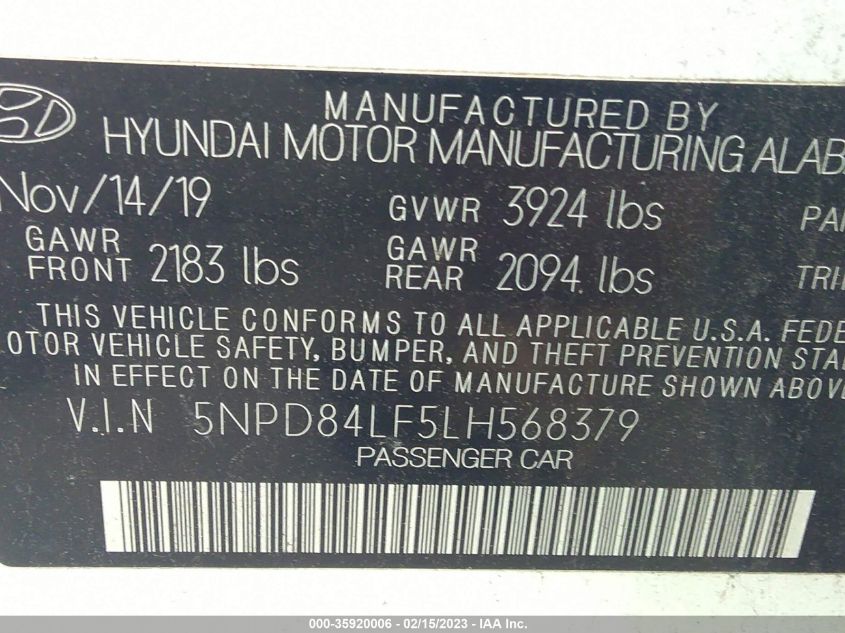 MANUFACTURED BY
HYUNDAI MOTOR MANUFACTURING ALAB
Nov/14/19 GVWR 3924 lbs PA
GAWR FRONT 2183 lbs GAWR REAR 2094 lbs TRI
THIS VEHICLE CONFORMS TO ALL APPLICABLE U.S.A. FEDE
OTOR VEHICLE SAFETY, BUMPER, AND THEFT PREVENTION STA
IN EFFECT ON THE DATE OF MANUFACTURE SHOWN ABOV
V.I.N 5NPD84LF5LH568379
PASSENGER CAR
000-35920006 - 02/15/2023 - IAA Inc.